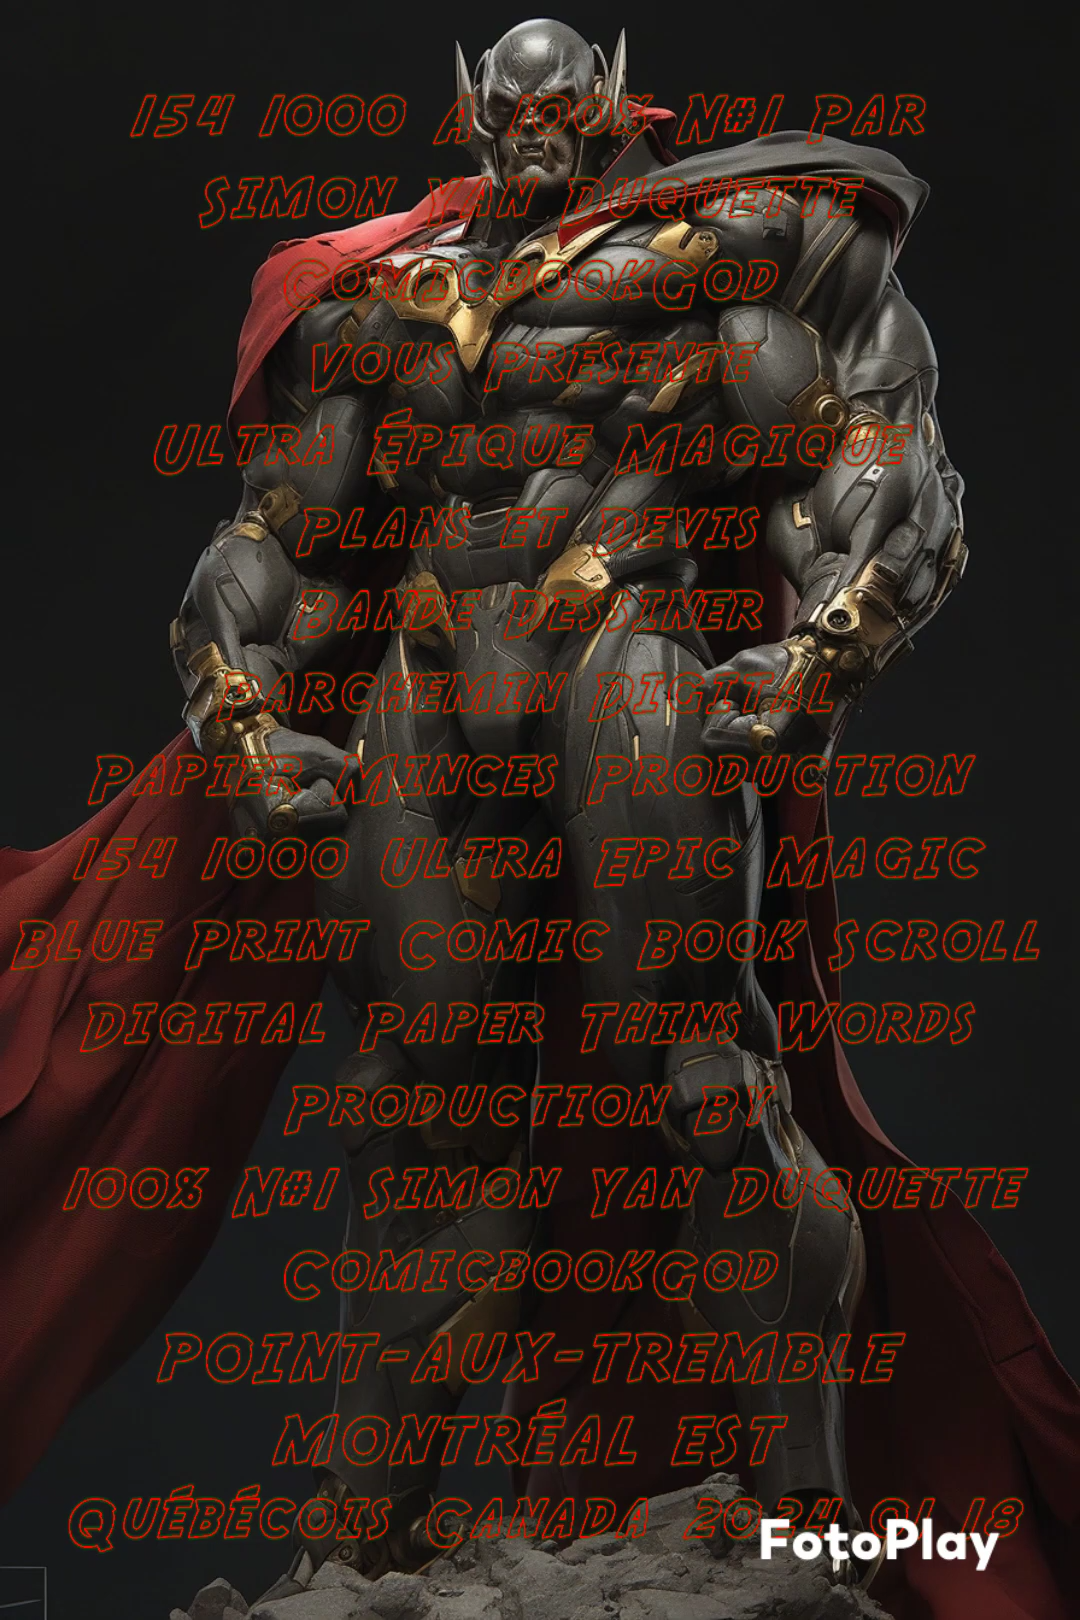 154 1000 A 100% N#1 PAR
SIMON YAN DUQUETTE
COMICBOOKGOD
VOUS PRESENTE
ULTRA ÉPIQUE MAGIQUE
PLANS ET DEVIS
BANDE DESSINER
PARCHEMIN DIGITAL
PAPIER MINCES PRODUCTION
154 1000 ULTRA EPIC MAGIC
BLUE PRINT COMIC BOOK SCROLL
DIGITAL PAPER THINS WORDS
PRODUCTION BY
100% N#1 SIMON YAN DUQUETTE
COMICBOOKGOD
POINT-AUX-TREMBLE
MONTRÉAL EST
QUÉBÉCOIS CANADA 2024 01 18
FotoPlay